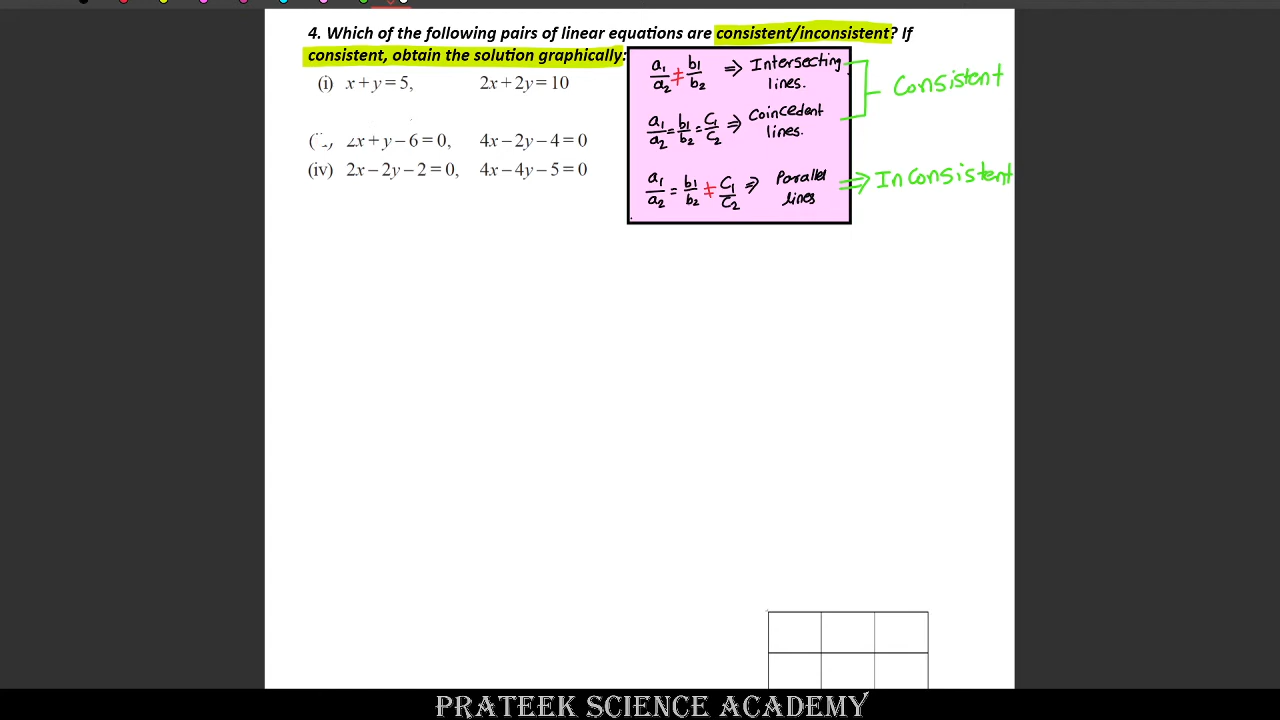 4. Which of the following pairs of linear equations are consistent/inconsistent? If
consistent, obtain the solution graphically:
(i) x + y = 5, 2x + 2y = 10
2x + y – 6 = 0, 4x – 2y – 4 = 0
(iv) 2x – 2y – 2 = 0, 4x – 4y – 5 = 0
a₁/a₂ ≠ b₁/b₂ ⇒ Intersecting
lines.
a₁/a₂ = b₁/b₂ = C₁/C₂ ⇒ Coincedent
lines.
Consistent
a₁/a₂ = b₁/b₂ ≠ C₁/C₂ ⇒ Parallel
lines
⇒ Inconsistent
PRATEEK SCIENCE ACADEMY